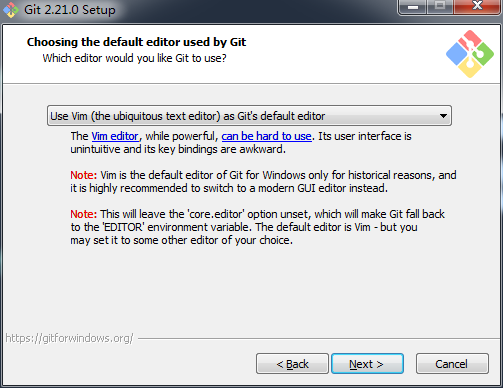 Git 2.21.0 Setup
Choosing the default editor used by Git
Which editor would you like Git to use?
Use Vim (the ubiquitous text editor) as Git's default editor
The Vim editor, while powerful, can be hard to use. Its user interface is
unintuitive and its key bindings are awkward.
Note: Vim is the default editor of Git for Windows only for historical reasons, and
it is highly recommended to switch to a modern GUI editor instead.
Note: This will leave the 'core.editor' option unset, which will make Git fall back
to the 'EDITOR' environment variable. The default editor is Vim - but you
may set it to some other editor of your choice.
https://gitforwindows.org/
< Back
Next >
Cancel